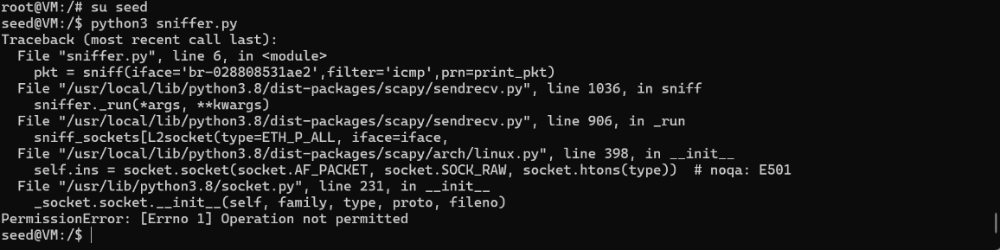 root@VM:/# su seed
seed@VM:/$ python3 sniffer.py
Traceback (most recent call last):
  File "sniffer.py", line 6, in <module>
    pkt = sniff(iface='br-028808531ae2',filter='icmp',prn=print_pkt)
  File "/usr/local/lib/python3.8/dist-packages/scapy/sendrecv.py", line 1036, in sniff
    sniffer._run(*args, **kwargs)
  File "/usr/local/lib/python3.8/dist-packages/scapy/sendrecv.py", line 906, in _run
    sniff_sockets[L2socket(type=ETH_P_ALL, iface=iface,
  File "/usr/local/lib/python3.8/dist-packages/scapy/arch/linux.py", line 398, in __init__
    self.ins = socket.socket(socket.AF_PACKET, socket.SOCK_RAW, socket.htons(type))  # noqa: E501
  File "/usr/lib/python3.8/socket.py", line 231, in __init__
    _socket.socket.__init__(self, family, type, proto, fileno)
PermissionError: [Errno 1] Operation not permitted
seed@VM:/$